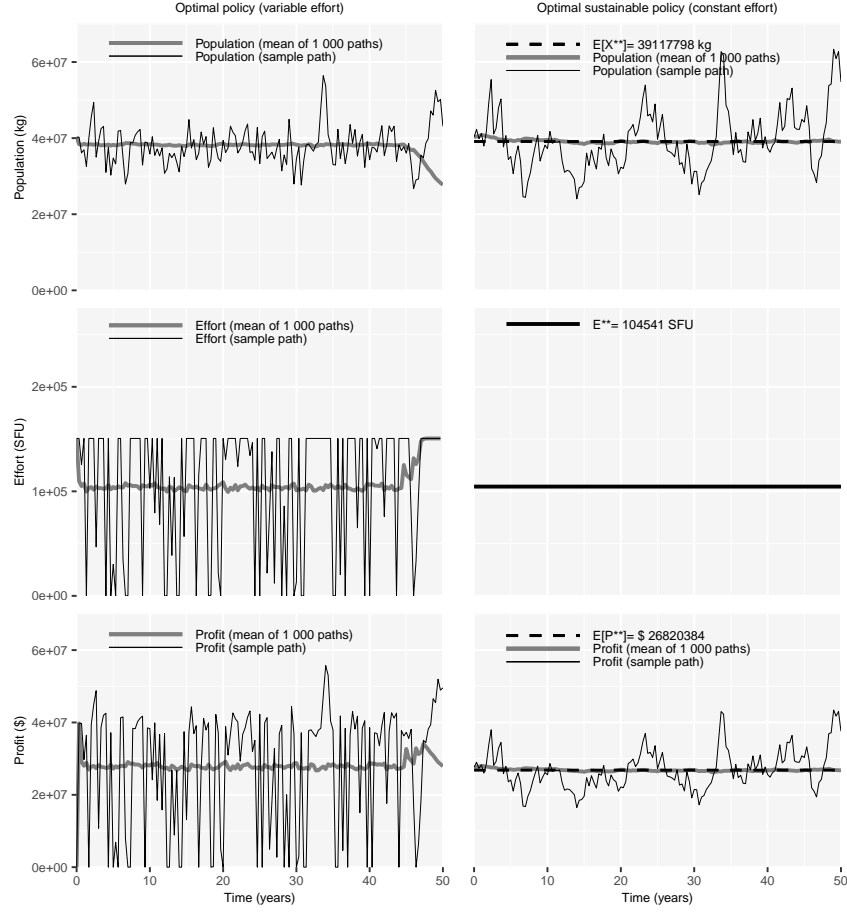 Optimal policy (variable effort)
Optimal sustainable policy (constant effort)
Population (mean of 1 000 paths)
Population (sample path)
E[X**]= 39117798 kg
Population (mean of 1 000 paths)
Population (sample path)
6e+07
4e+07
2e+07
0e+00
Population (kg)
Effort (mean of 1 000 paths)
Effort (sample path)
E**= 104541 SFU
2e+05
1e+05
0e+00
Effort (SFU)
Profit (mean of 1 000 paths)
Profit (sample path)
E[P**]= $ 26820384
Profit (mean of 1 000 paths)
Profit (sample path)
6e+07
4e+07
2e+07
0e+00
Profit ($)
0 10 20 30 40 50
0 10 20 30 40 50
Time (years)
Time (years)